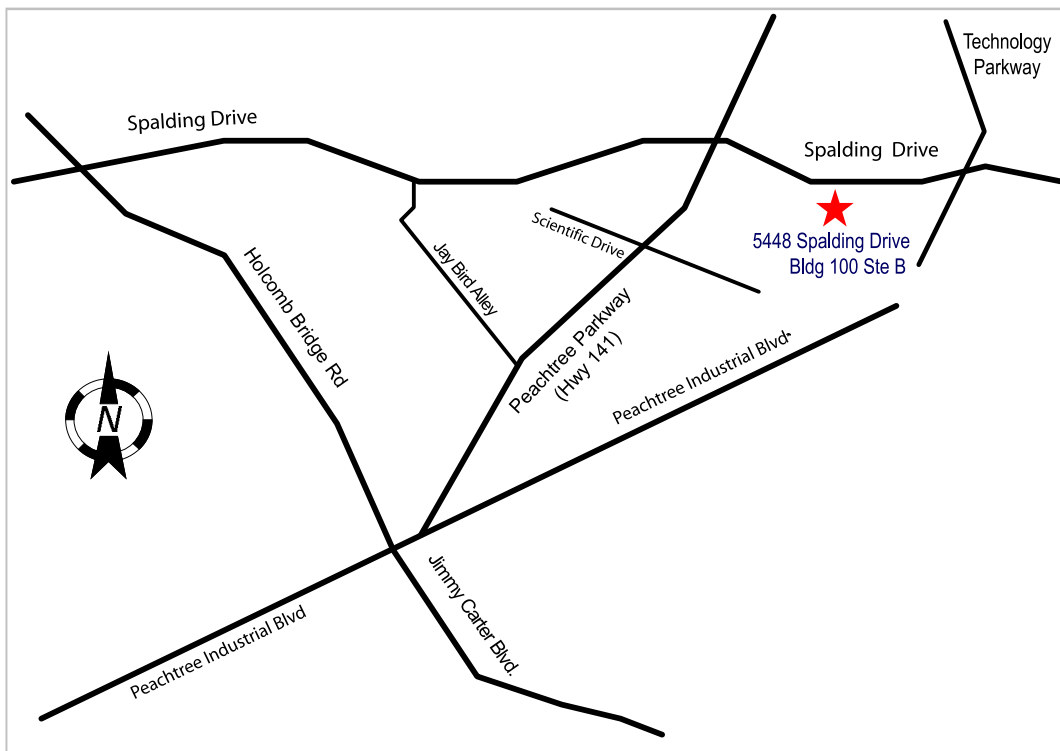 Technology
Parkway
Spalding Drive
Spalding Drive
5448 Spalding Drive
Bldg 100 Ste B
Scientific Drive
Jay Bird Alley
Holcomb Bridge Rd
Peachtree Parkway
(Hwy 141)
Peachtree Industrial Blvd.
N
Jimmy Carter Blvd.
Peachtree Industrial Blvd